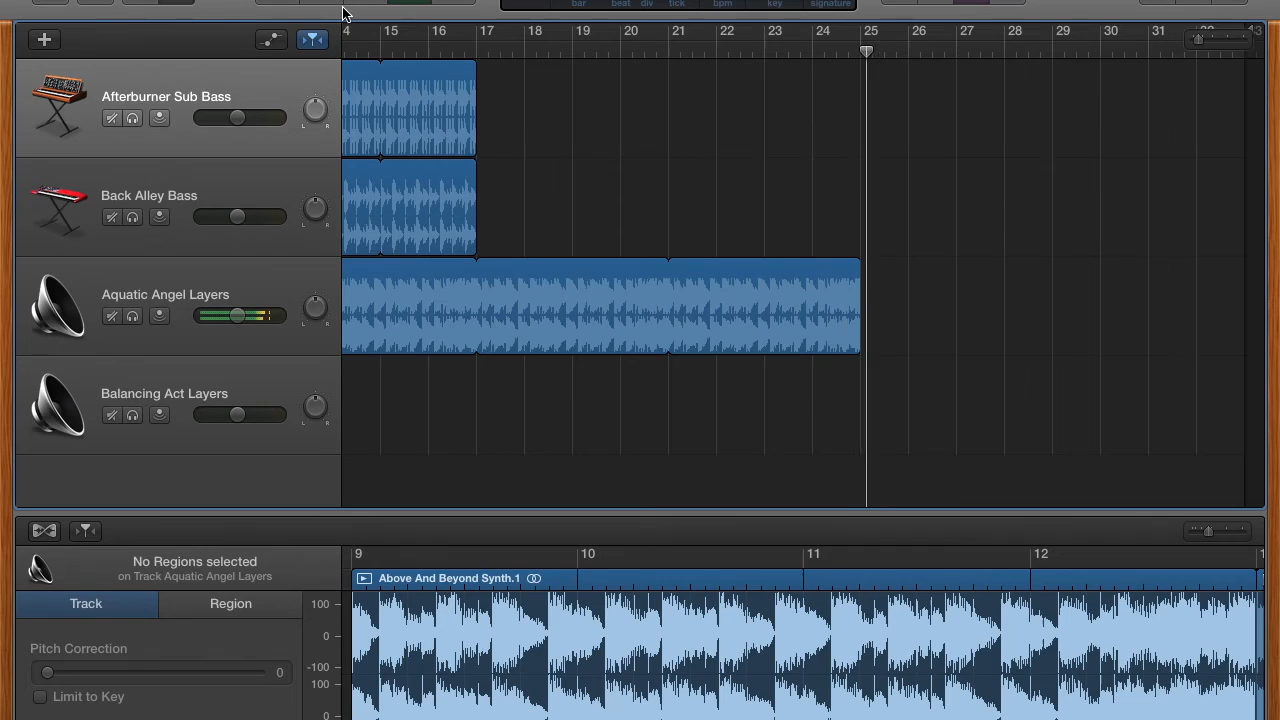 bar beat div tick bpm key signature
4 15 16 17 18 19 20 21 22 23 24 25 26 27 28 29 30 31
Afterburner Sub Bass
L R
Back Alley Bass
L R
Aquatic Angel Layers
L R
Balancing Act Layers
L R
9 10 11 12 1
No Regions selected
on Track Aquatic Angel Layers
Above And Beyond Synth.1
Track Region
100
0
-100
100
0
Pitch Correction
0
Limit to Key